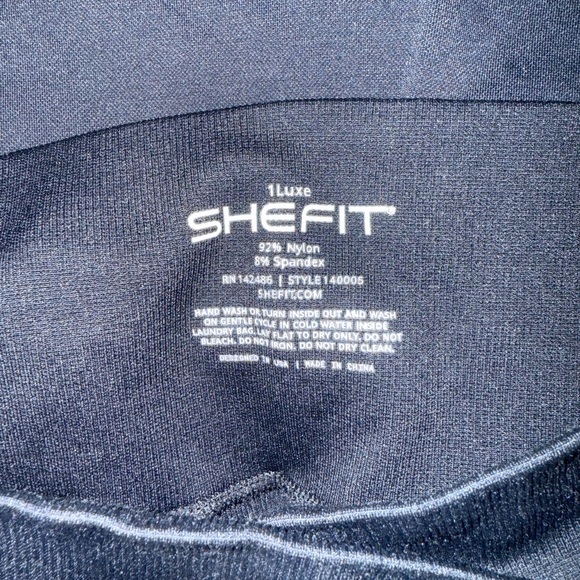 1Luxe
SHEFIT
92% Nylon
8% Spandex
RN 142486 | STYLE 140006
SHEFIT.COM
HAND WASH OR TURN INSIDE OUT AND WASH
ON GENTLE CYCLE IN COLD WATER INSIDE
LAUNDRY BAG. LAY FLAT TO DRY ONLY. DO NOT
BLEACH. DO NOT IRON. DO NOT DRY CLEAN.
DESIGNED IN USA | MADE IN CHINA